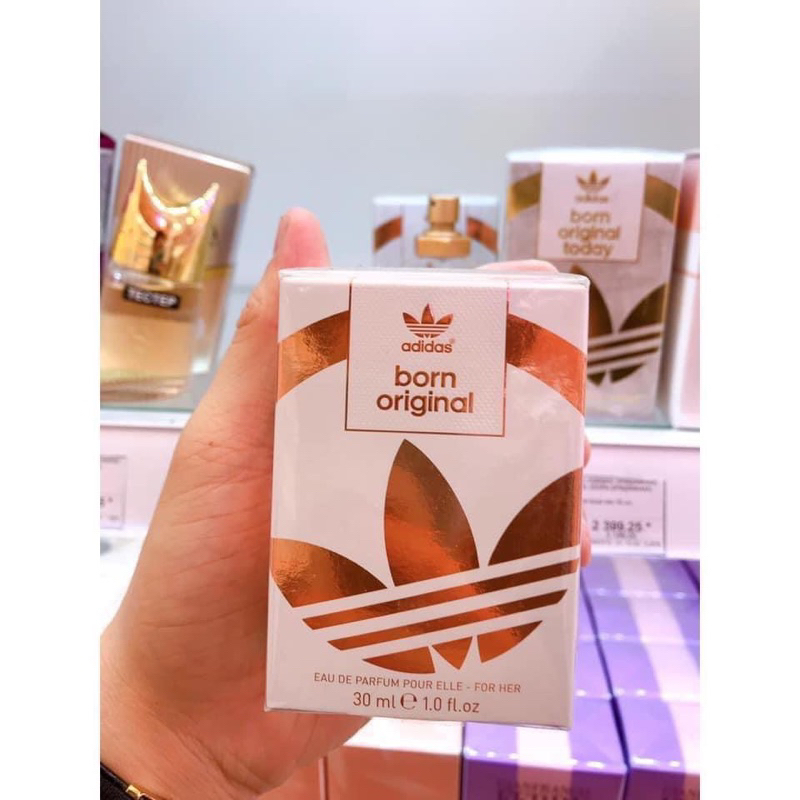 adidas
born
original
EAU DE PARFUM POUR ELLE - FOR HER
30 ml ℮ 1.0 fl.oz
adidas
born
original
today
ТЕСТЕР
2 399.25